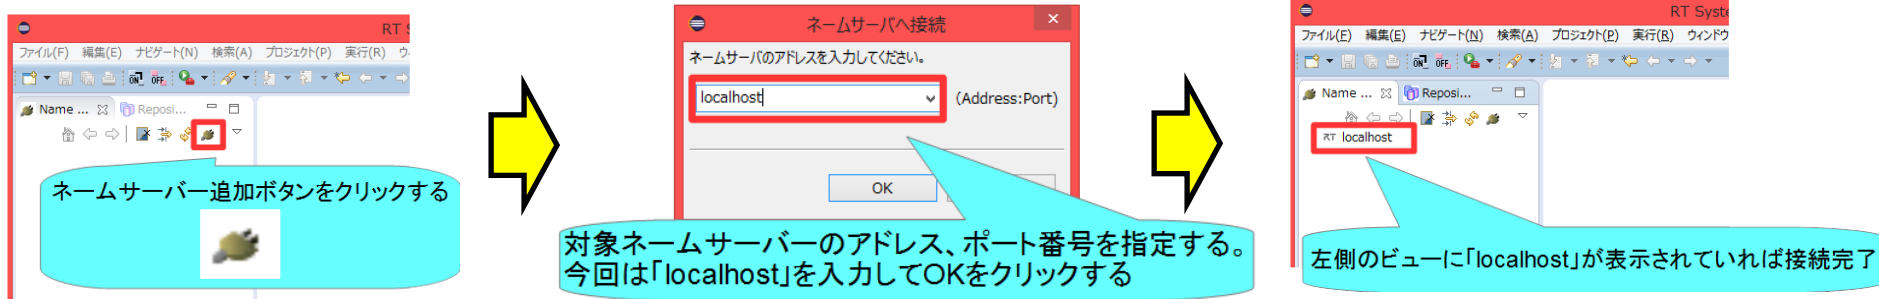 RT S
ファイル(F) 編集(E) ナビゲート(N) 検索(A) プロジェクト(P) 実行(R) ウ
ON OFF
Name ... Reposi...
ネームサーバー追加ボタンをクリックする
ネームサーバへ接続
ネームサーバのアドレスを入力してください。
localhost (Address:Port)
OK
対象ネームサーバーのアドレス、ポート番号を指定する。
今回は「localhost」を入力してOKをクリックする
RT Syste
ファイル(F) 編集(E) ナビゲート(N) 検索(A) プロジェクト(P) 実行(R) ウィンドウ
ON OFF
Name ... Reposi...
RT localhost
左側のビューに「localhost」が表示されていれば接続完了